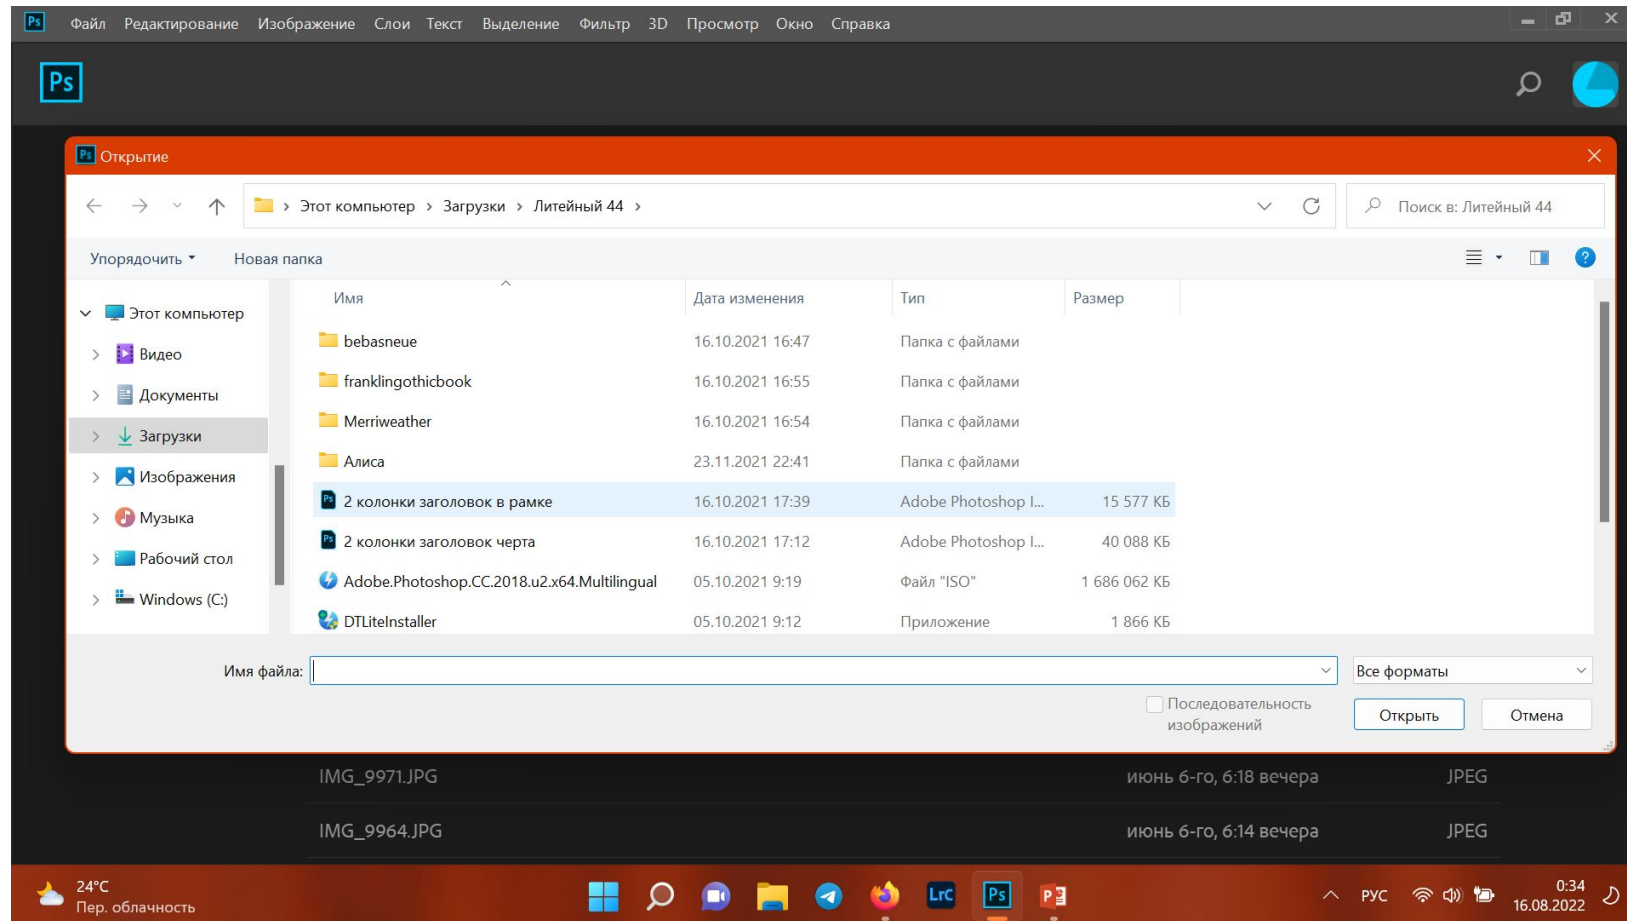 Ps Файл Редактирование Изображение Слои Текст Выделение Фильтр 3D Просмотр Окно Справка
Ps
Ps Открытие
Этот компьютер Загрузки Литейный 44
Поиск в: Литейный 44
Упорядочить Новая папка
Имя Дата изменения Тип Размер
Этот компьютер
Видео
Документы
Загрузки
Изображения
Музыка
Рабочий стол
Windows (C:)
bebasneue 16.10.2021 16:47 Папка с файлами
franklingothicbook 16.10.2021 16:55 Папка с файлами
Merriweather 16.10.2021 16:54 Папка с файлами
Алиса 23.11.2021 22:41 Папка с файлами
Ps 2 колонки заголовок в рамке 16.10.2021 17:39 Adobe Photoshop I... 15 577 КБ
Ps 2 колонки заголовок черта 16.10.2021 17:12 Adobe Photoshop I... 40 088 КБ
Adobe.Photoshop.CC.2018.u2.x64.Multilingual 05.10.2021 9:19 Файл "ISO" 1 686 062 КБ
DTLiteInstaller 05.10.2021 9:12 Приложение 1 866 КБ
Имя файла: Все форматы
Последовательность
изображений
Открыть Отмена
IMG_9971.JPG июнь 6-го, 6:18 вечера JPEG
IMG_9964.JPG июнь 6-го, 6:14 вечера JPEG
24°C
Пер. облачность
LrC Ps P
РУС
0:34
16.08.2022